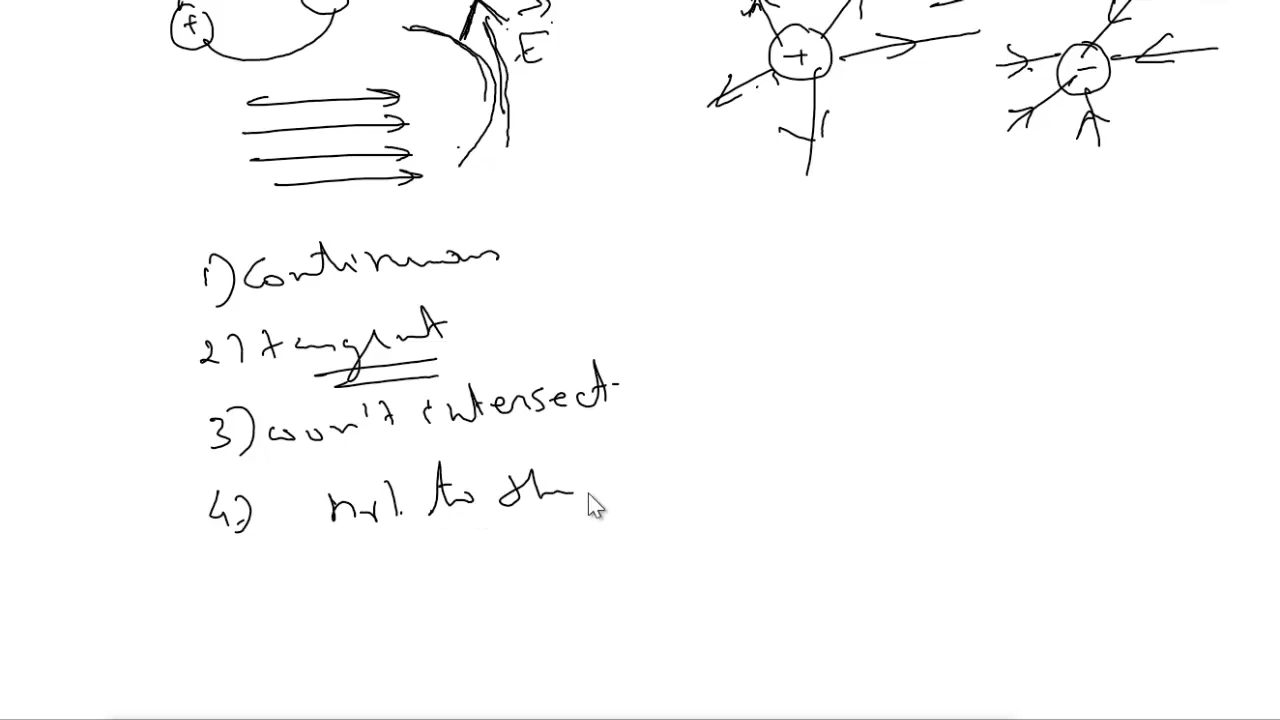 +
E
+
-
1) continuous
2) tangent
3) won't intersect
4) nrl. to the